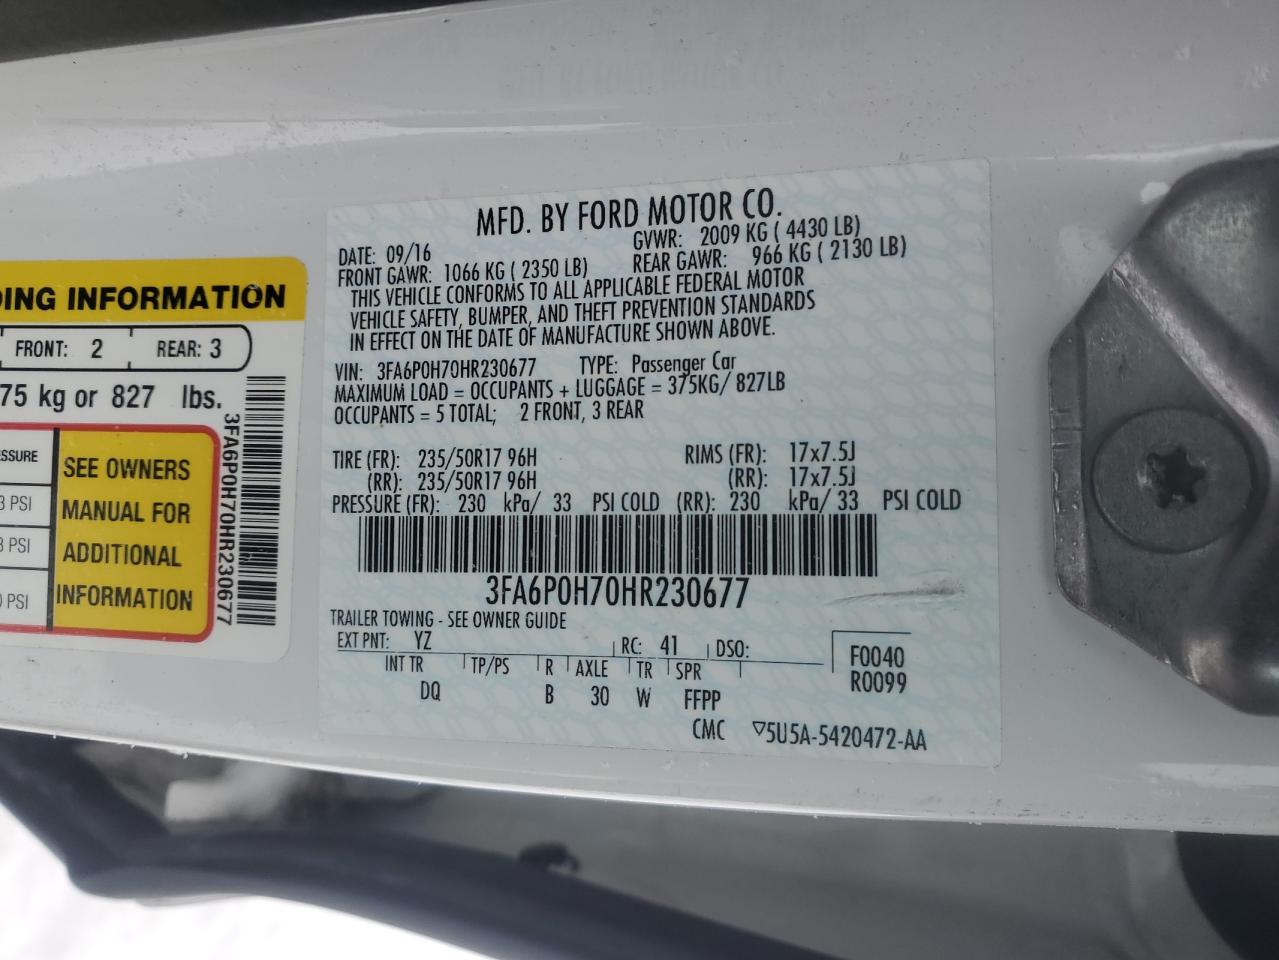 MFD. BY FORD MOTOR CO.
DATE: 09/16 GVWR: 2009 KG ( 4430 LB)
FRONT GAWR: 1066 KG ( 2350 LB) REAR GAWR: 966 KG ( 2130 LB)
THIS VEHICLE CONFORMS TO ALL APPLICABLE FEDERAL MOTOR
VEHICLE SAFETY, BUMPER, AND THEFT PREVENTION STANDARDS
IN EFFECT ON THE DATE OF MANUFACTURE SHOWN ABOVE.
VIN: 3FA6P0H70HR230677 TYPE: Passenger Car
MAXIMUM LOAD = OCCUPANTS + LUGGAGE = 375KG/ 827LB
OCCUPANTS = 5 TOTAL; 2 FRONT, 3 REAR
TIRE (FR): 235/50R17 96H RIMS (FR): 17x7.5J
(RR): 235/50R17 96H (RR): 17x7.5J
PRESSURE (FR): 230 kPa/ 33 PSI COLD (RR): 230 kPa/ 33 PSI COLD
3FA6P0H70HR230677
TRAILER TOWING - SEE OWNER GUIDE
EXT PNT: YZ RC: 41 DSO:
INT TR TP/PS R AXLE TR SPR
DQ B 30 W FFPP
F0040
R0099
CMC ▽5U5A-5420472-AA
DING INFORMATION
FRONT: 2 REAR: 3
75 kg or 827 lbs.
SSURE
3 PSI
3 PSI
0 PSI
SEE OWNERS
MANUAL FOR
ADDITIONAL
INFORMATION
3FA6P0H70HR230677